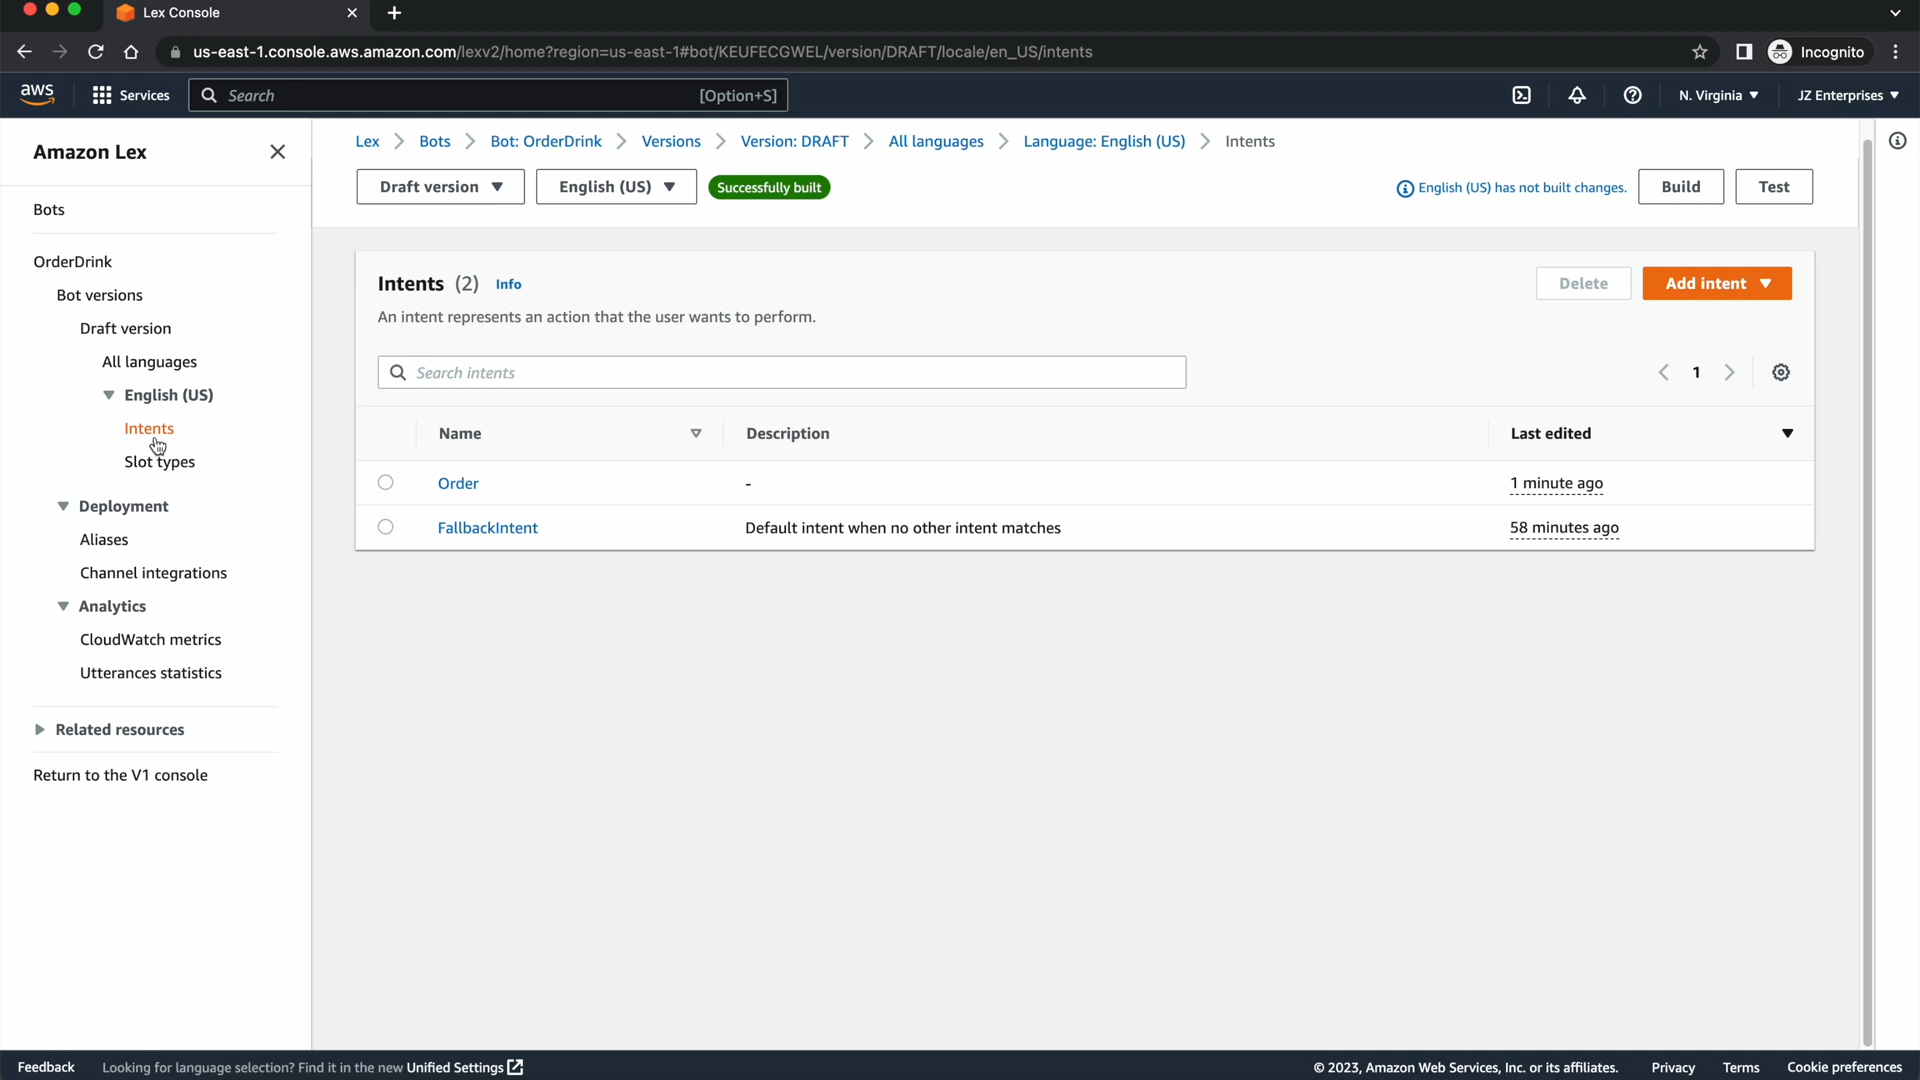 Lex Console
us-east-1.console.aws.amazon.com/lexv2/home?region=us-east-1#bot/KEUFECGWEL/version/DRAFT/locale/en_US/intents
Incognito
aws
Services
Search
[Option+S]
N. Virginia
JZ Enterprises
Amazon Lex
Bots
OrderDrink
Bot versions
Draft version
All languages
English (US)
Intents
Slot types
Deployment
Aliases
Channel integrations
Analytics
CloudWatch metrics
Utterances statistics
Related resources
Return to the V1 console
Lex Bots Bot: OrderDrink Versions Version: DRAFT All languages Language: English (US) Intents
Draft version
English (US)
Successfully built
English (US) has not built changes.
Build
Test
Intents (2) Info
An intent represents an action that the user wants to perform.
Delete
Add intent
Search intents
1
Name Description Last edited
Order - 1 minute ago
FallbackIntent Default intent when no other intent matches 58 minutes ago
Feedback
Looking for language selection? Find it in the new Unified Settings
© 2023, Amazon Web Services, Inc. or its affiliates.
Privacy
Terms
Cookie preferences